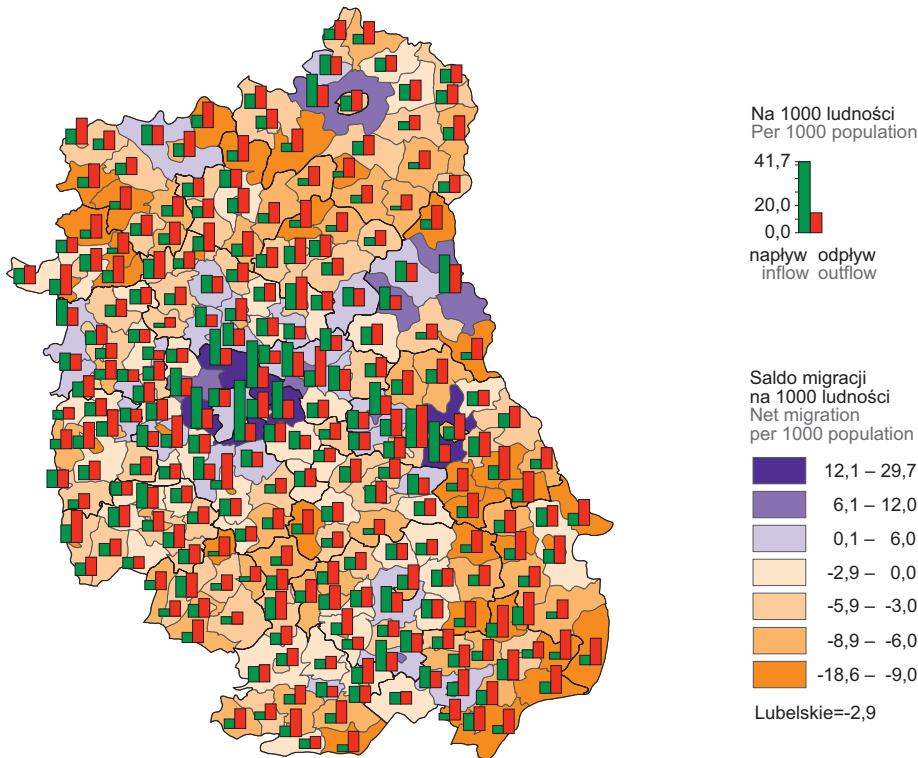 Na 1000 ludności
Per 1000 population
41,7
20,0
0,0
napływ odpływ
inflow outflow
Saldo migracji
na 1000 ludności
Net migration
per 1000 population
12,1 – 29,7
6,1 – 12,0
0,1 – 6,0
-2,9 – 0,0
-5,9 – -3,0
-8,9 – -6,0
-18,6 – -9,0
Lubelskie=-2,9